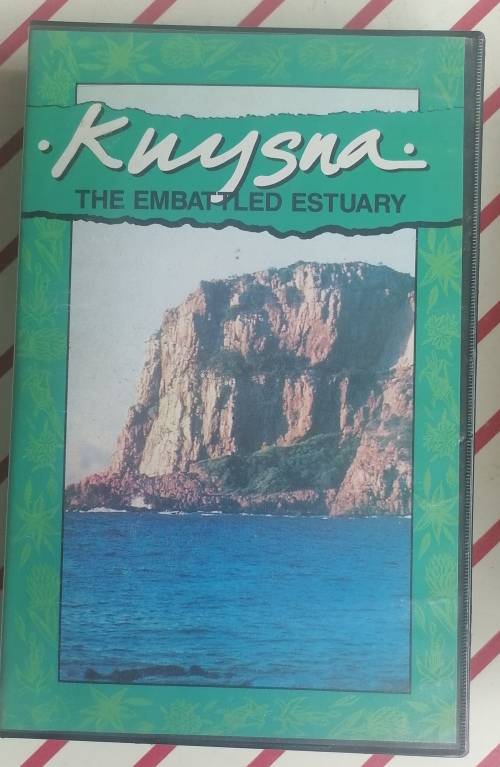 · Knysna ·
THE EMBATTLED ESTUARY